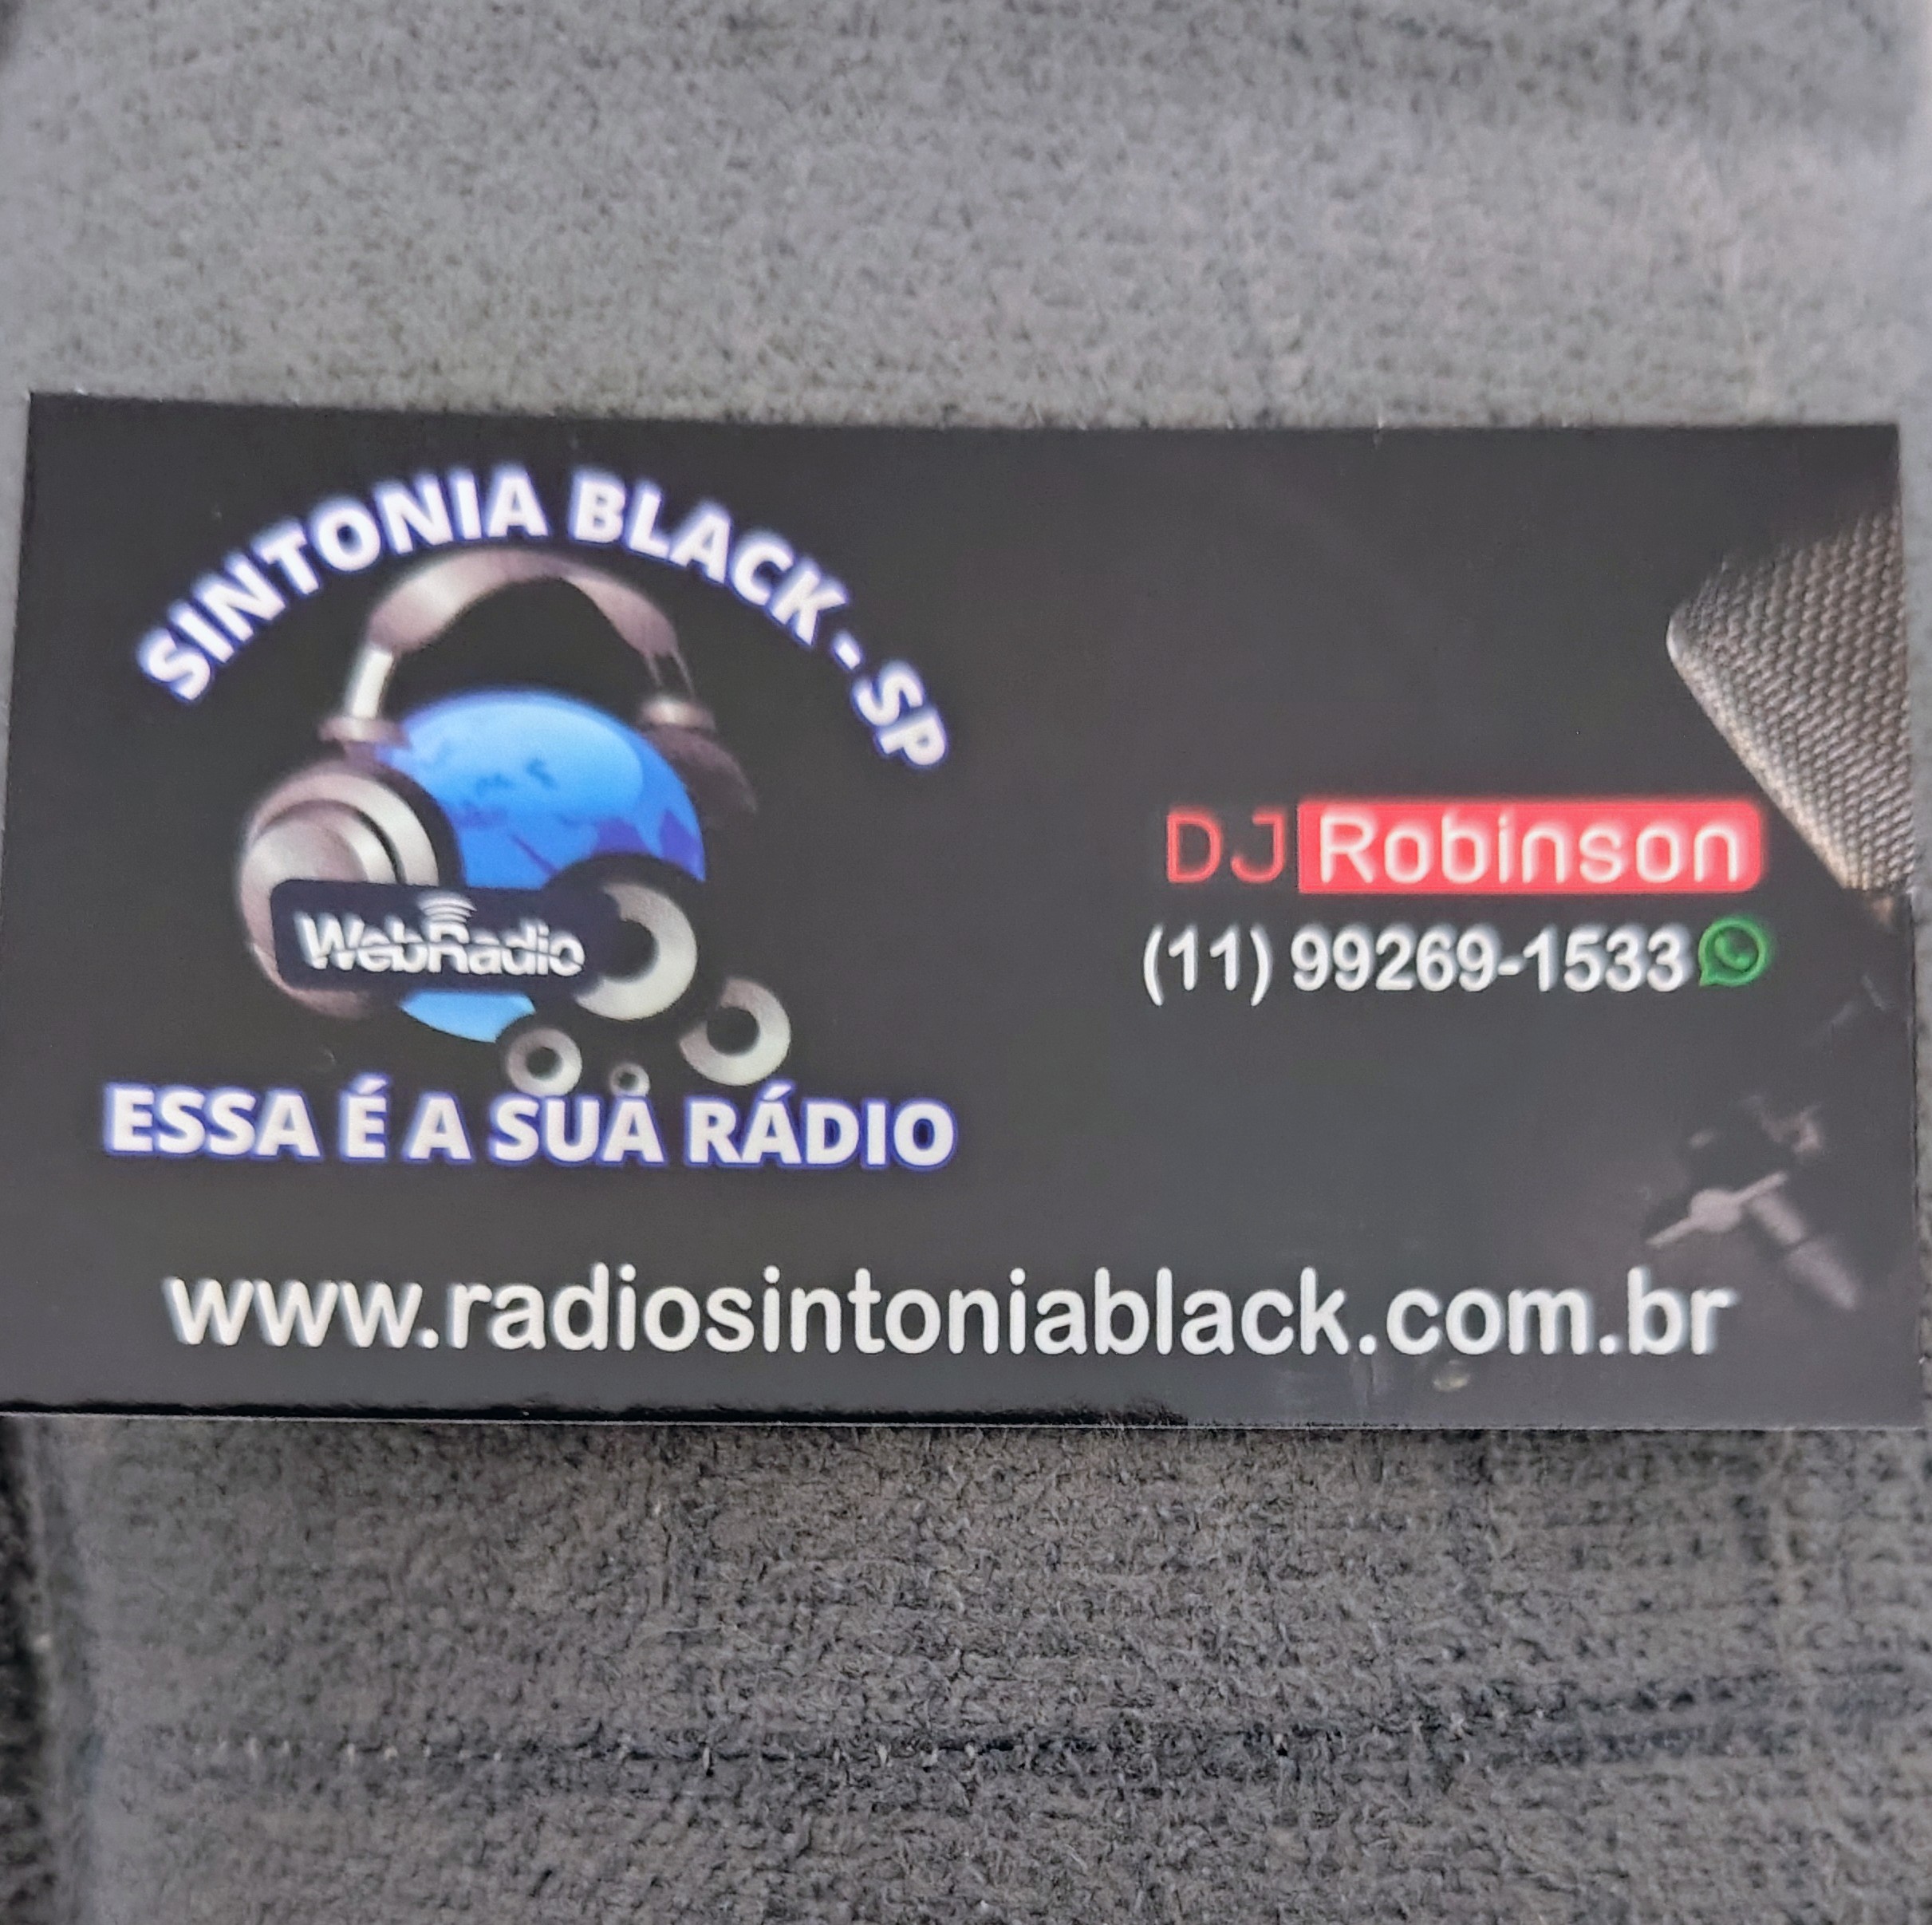 SINTONIA BLACK - SP
WebRadio
ESSA É A SUA RÁDIO
DJ Robinson
(11) 99269-1533
www.radiosintoniablack.com.br